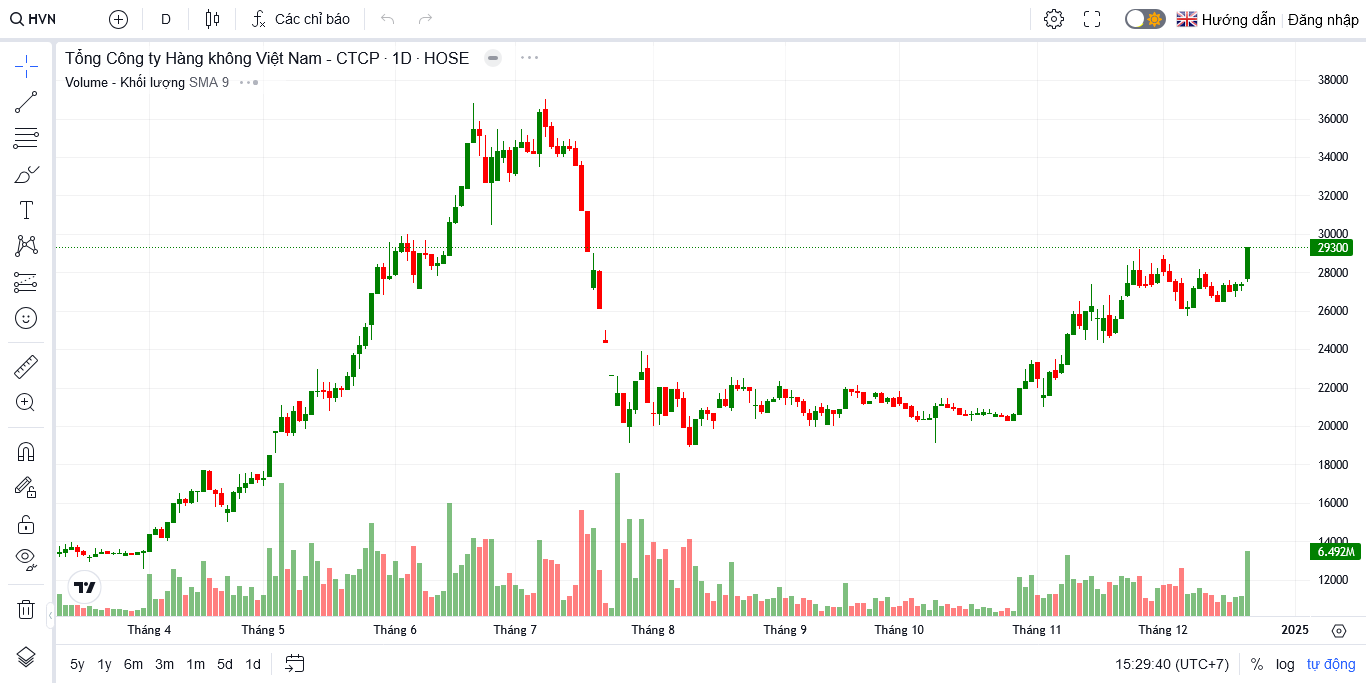 HVN D Các chỉ báo Hướng dẫn Đăng nhập
Tổng Công ty Hàng không Việt Nam - CTCP · 1D · HOSE
Volume - Khối lượng SMA 9
38000
36000
34000
32000
30000
29300
28000
26000
24000
22000
20000
18000
16000
14000
6.492M
12000
Tháng 4 Tháng 5 Tháng 6 Tháng 7 Tháng 8 Tháng 9 Tháng 10 Tháng 11 Tháng 12 2025
5y 1y 6m 3m 1m 5d 1d 15:29:40 (UTC+7) % log tự động